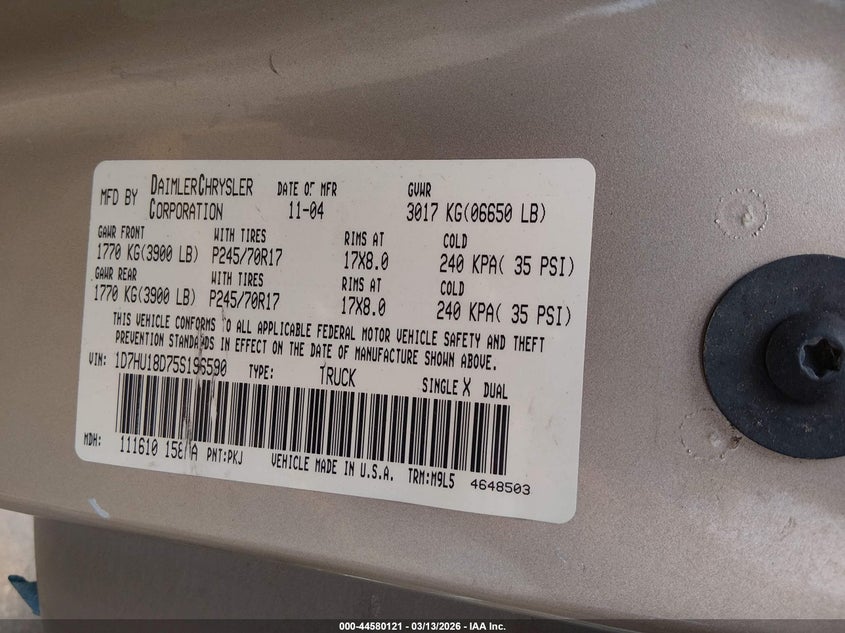 MFD BY DAIMLERCHRYSLER CORPORATION DATE OF MFR 11-04 GVWR 3017 KG(06650 LB)
GAWR FRONT WITH TIRES RIMS AT COLD
1770 KG(3900 LB) P245/70R17 17X8.0 240 KPA( 35 PSI)
GAWR REAR WITH TIRES RIMS AT COLD
1770 KG(3900 LB) P245/70R17 17X8.0 240 KPA( 35 PSI)
THIS VEHICLE CONFORMS TO ALL APPLICABLE FEDERAL MOTOR VEHICLE SAFETY AND THEFT
PREVENTION STANDARDS IN EFFECT ON THE DATE OF MANUFACTURE SHOWN ABOVE.
VIN: 1D7HU18D75S196590 TYPE: TRUCK SINGLE X DUAL
MDH: 111610 PNT:PKJ VEHICLE MADE IN U.S.A. TRM:M9L5 4648503
000-44580121 - 03/13/2026 - IAA Inc.